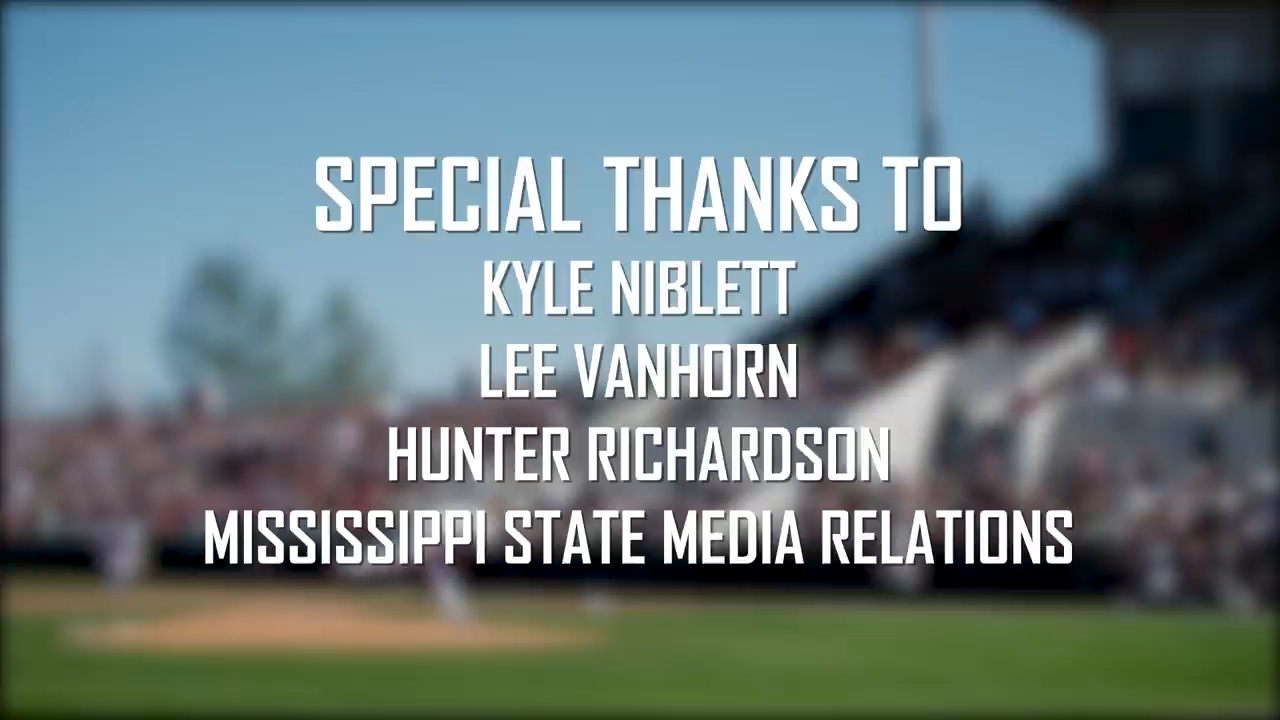 SPECIAL THANKS TO
KYLE NIBLETT
LEE VANHORN
HUNTER RICHARDSON
MISSISSIPPI STATE MEDIA RELATIONS